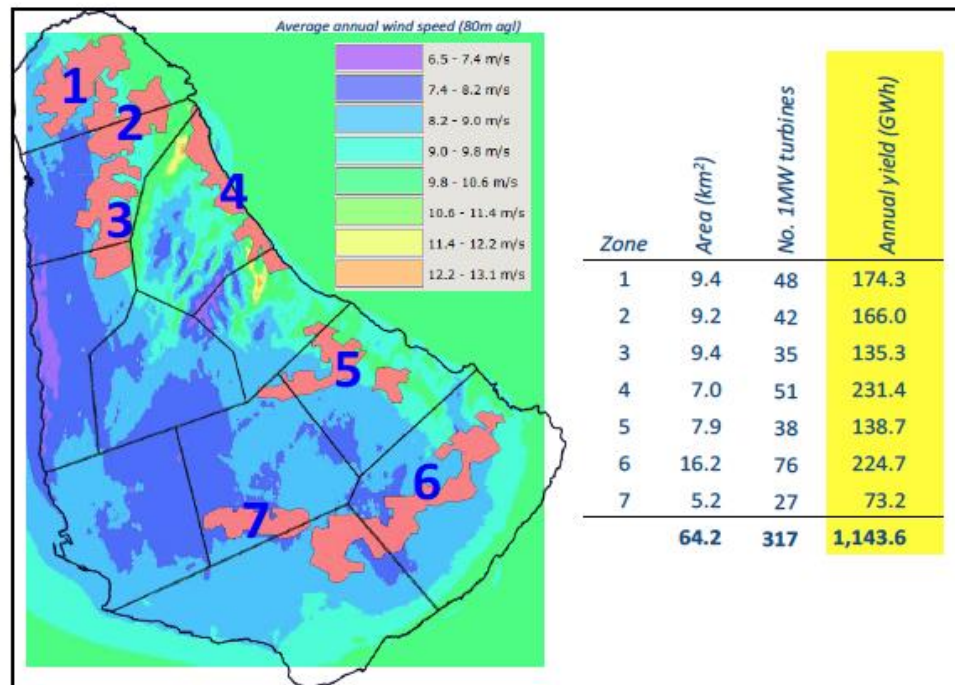 Average annual wind speed (80m agl)
6.5 - 7.4 m/s
7.4 - 8.2 m/s
8.2 - 9.0 m/s
9.0 - 9.8 m/s
9.8 - 10.6 m/s
10.6 - 11.4 m/s
11.4 - 12.2 m/s
12.2 - 13.1 m/s
1
2
3
4
5
6
7
Zone Area (km²) No. 1MW turbines Annual yield (GWh)
1 9.4 48 174.3
2 9.2 42 166.0
3 9.4 35 135.3
4 7.0 51 231.4
5 7.9 38 138.7
6 16.2 76 224.7
7 5.2 27 73.2
64.2 317 1,143.6